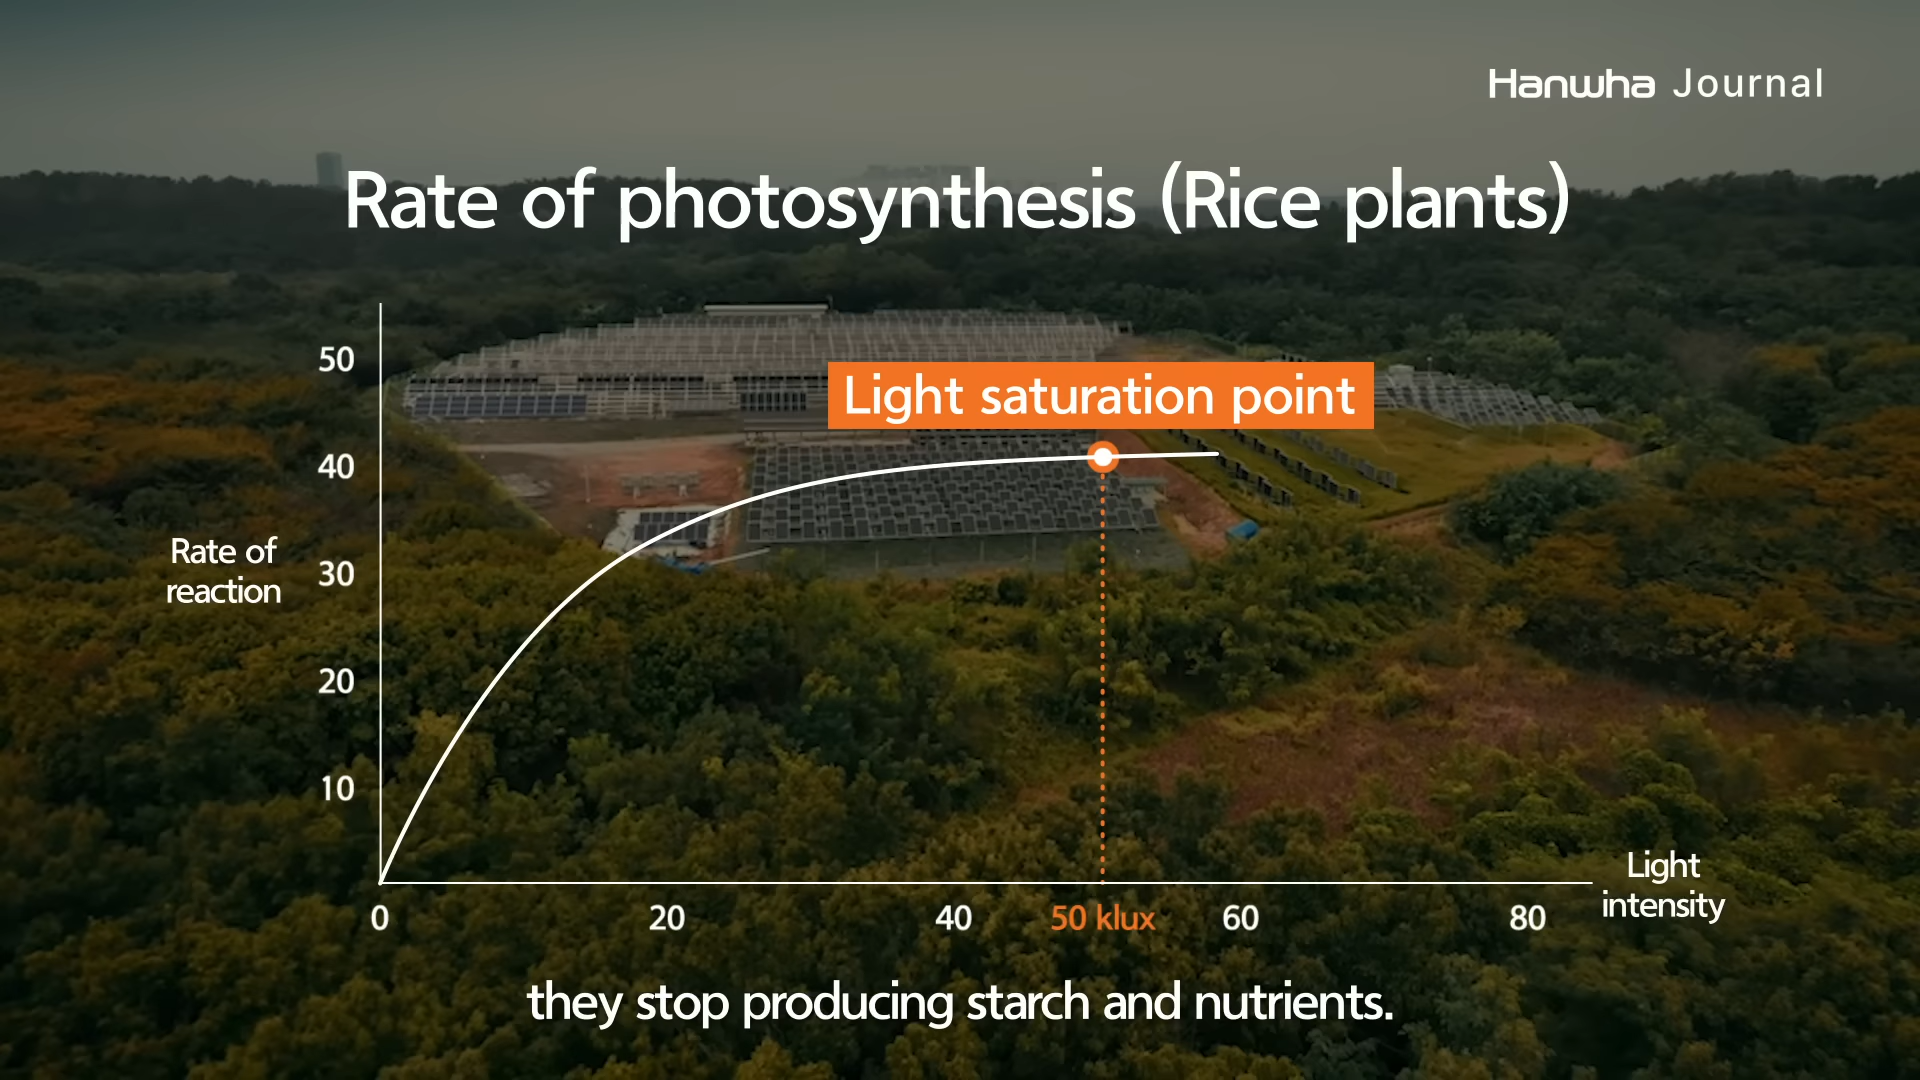 Hanwha Journal
Rate of photosynthesis (Rice plants)
50
Light saturation point
40
Rate of
reaction
30
20
10
Light
intensity
0 20 40 50 klux 60 80
they stop producing starch and nutrients.